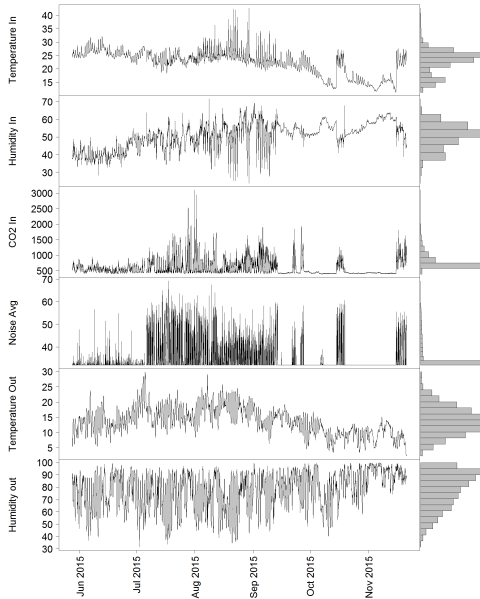 Temperature In
40
35
30
25
20
15
Humidity In
70
60
50
40
30
CO2 In
3000
2500
2000
1500
1000
500
Noise Avg
70
60
50
40
Temperature Out
30
25
20
15
10
5
Humidity out
100
90
80
70
60
50
40
30
Jun 2015
Jul 2015
Aug 2015
Sep 2015
Oct 2015
Nov 2015